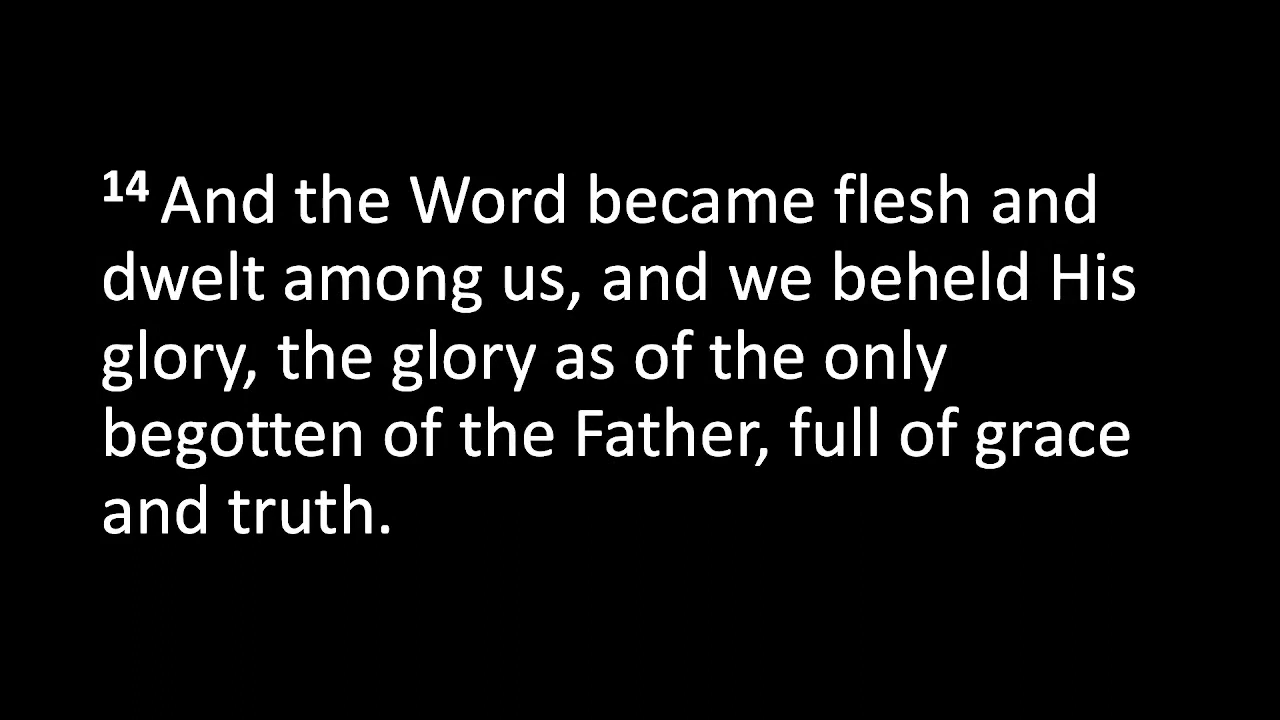 14 And the Word became flesh and
dwelt among us, and we beheld His
glory, the glory as of the only
begotten of the Father, full of grace
and truth.